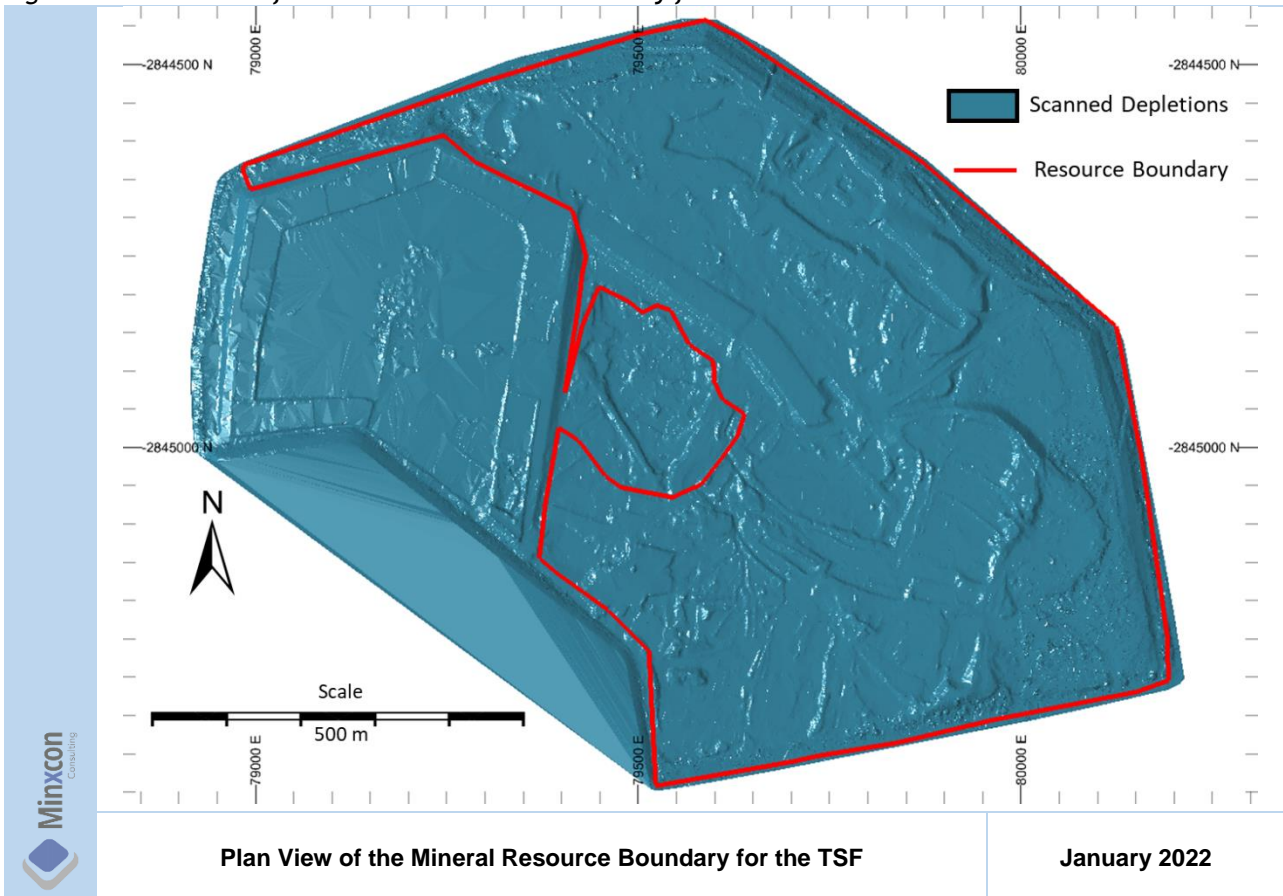 79000 E
79500 E
80000 E
-2844500 N
-2844500 N
Scanned Depletions
Resource Boundary
-2845000 N
-2845000 N
N
Scale
500 m
79000 E
79500 E
80000 E
Minxcon
Consulting
Plan View of the Mineral Resource Boundary for the TSF
January 2022